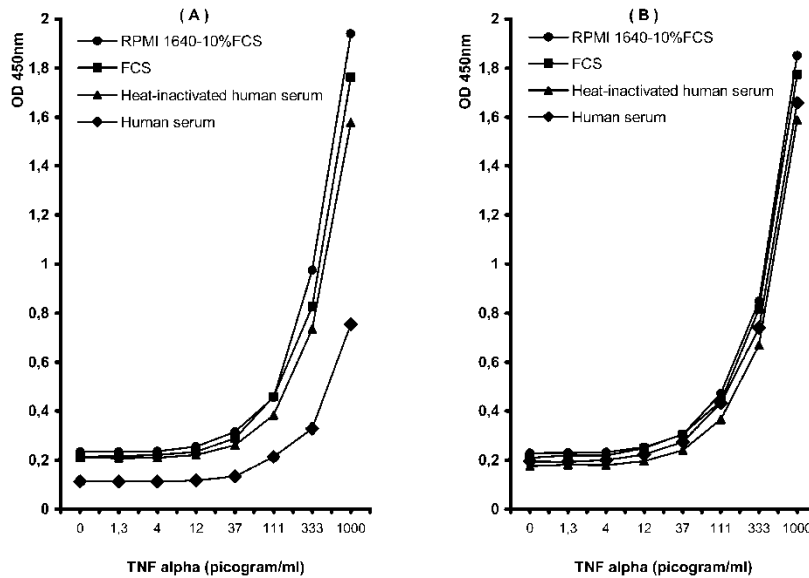 ( A )
OD 450nm
2
1,8
1,6
1,4
1,2
1
0,8
0,6
0,4
0,2
0
RPMI 1640-10%FCS
FCS
Heat-inactivated human serum
Human serum
0 1,3 4 12 37 111 333 1000
TNF alpha (picogram/ml)
( B )
OD 450nm
2
1,8
1,6
1,4
1,2
1
0,8
0,6
0,4
0,2
0
RPMI 1640-10%FCS
FCS
Heat-inactivated human serum
Human serum
0 1,3 4 12 37 111 333 1000
TNF alpha (picogram/ml)